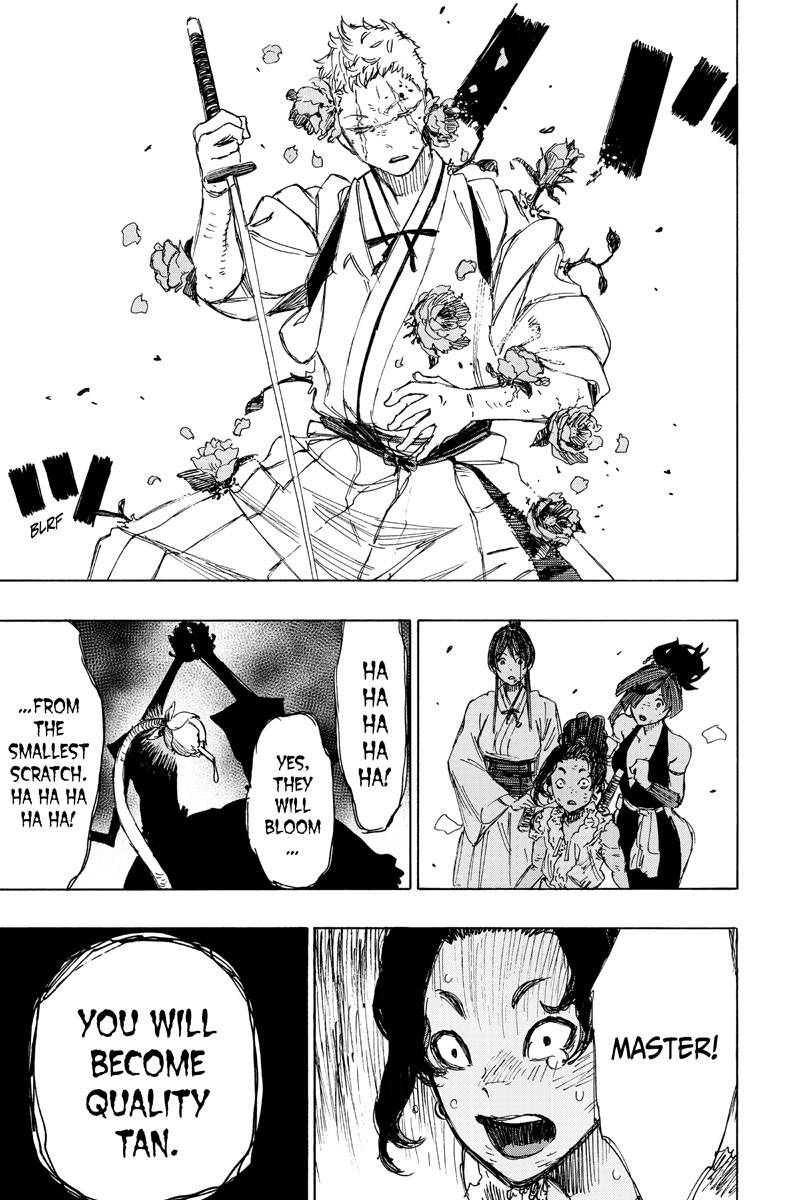 BLRF
HA
HA
HA
HA
HA!
YES,
THEY
WILL
BLOOM
...
...FROM
THE
SMALLEST
SCRATCH.
HA HA HA
HA HA!
MASTER!
YOU WILL
BECOME
QUALITY
TAN.